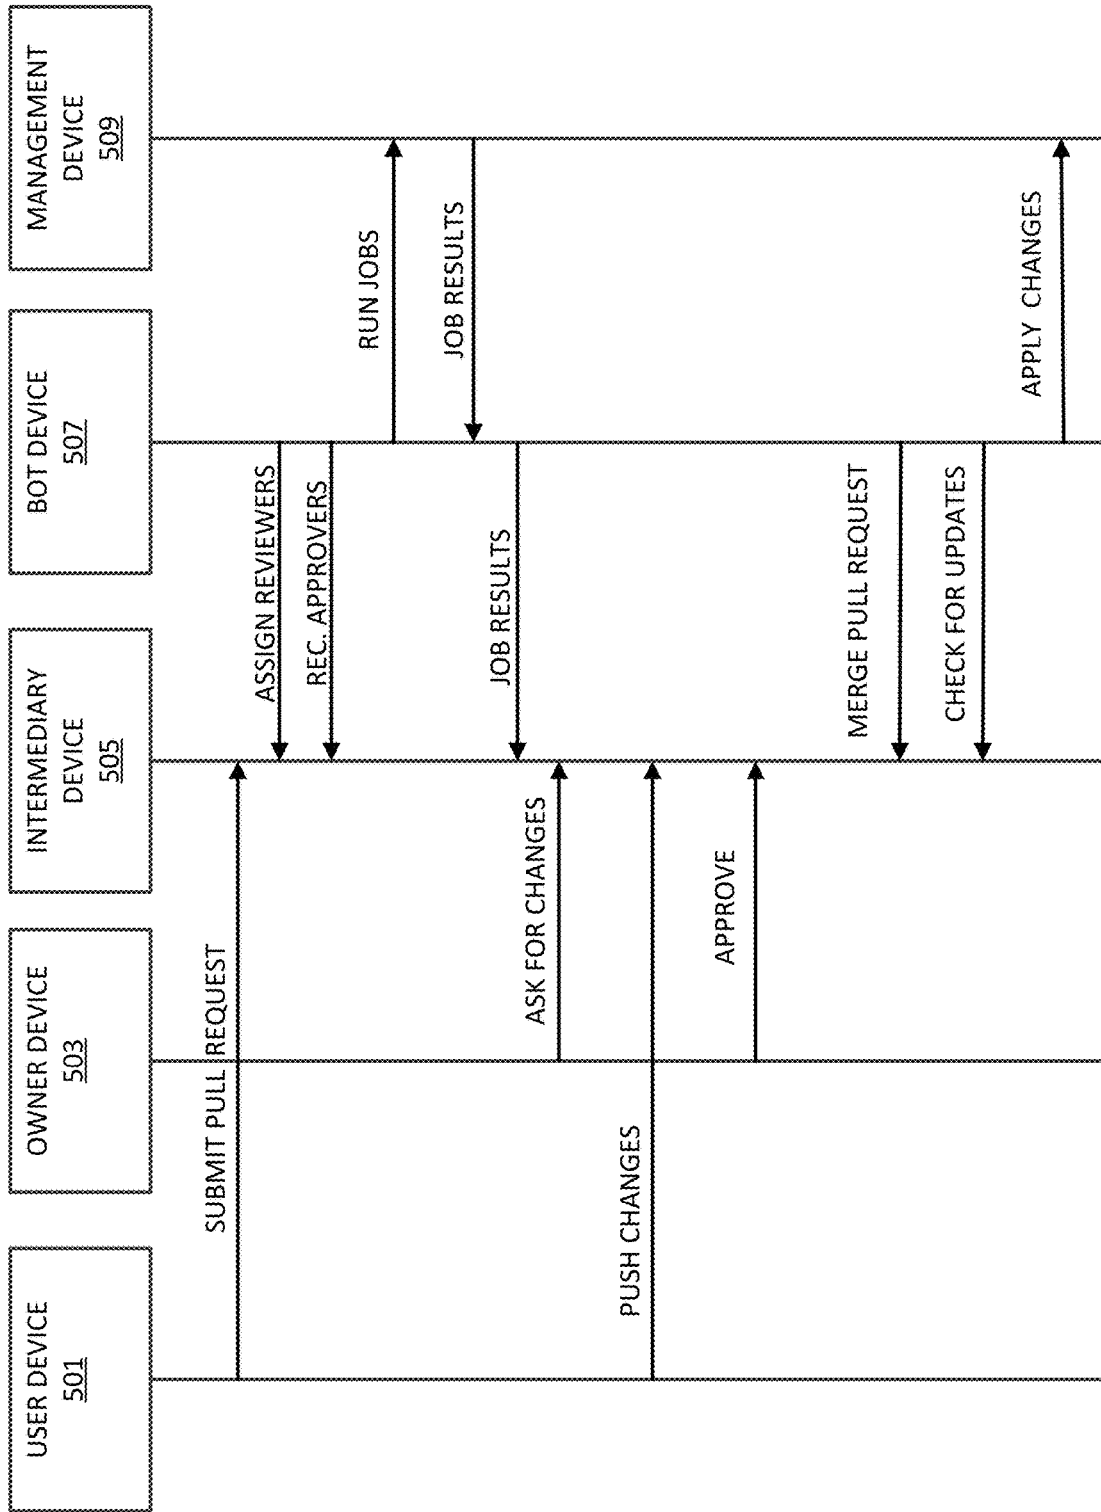 USER DEVICE
501
OWNER DEVICE
503
INTERMEDIARY
DEVICE
505
BOT DEVICE
507
MANAGEMENT
DEVICE
509
SUBMIT PULL REQUEST
ASSIGN REVIEWERS
REC. APPROVERS
RUN JOBS
JOB RESULTS
JOB RESULTS
ASK FOR CHANGES
PUSH CHANGES
APPROVE
MERGE PULL REQUEST
CHECK FOR UPDATES
APPLY CHANGES